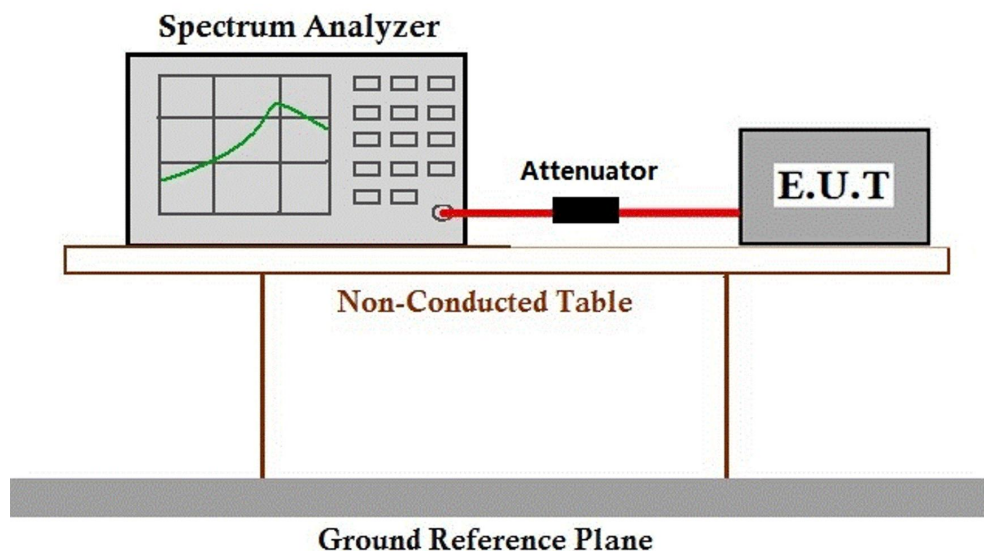 Spectrum Analyzer
Attenuator
E.U.T
Non-Conducted Table
Ground Reference Plane